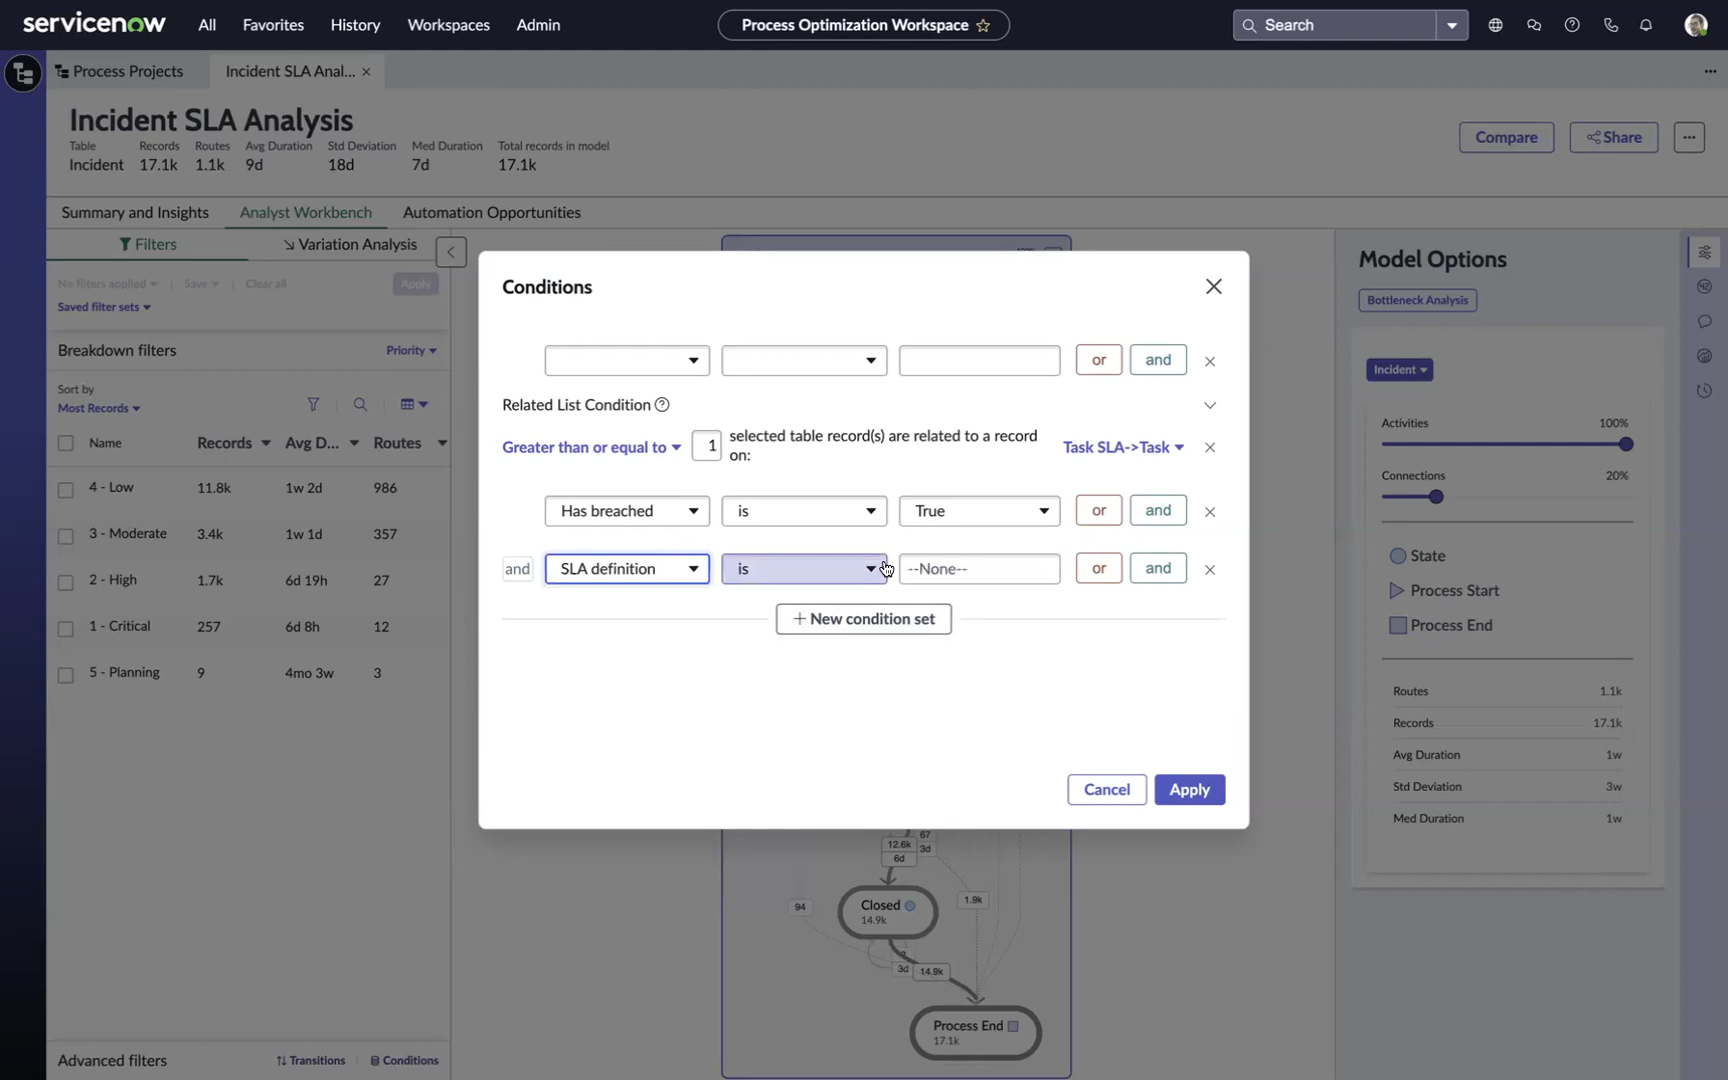 servicenow
All
Favorites
History
Workspaces
Admin
Process Optimization Workspace
Search
Process Projects
Incident SLA Anal...
Incident SLA Analysis
Table
Records
Routes
Avg Duration
Std Deviation
Med Duration
Total records in model
Incident
17.1k
1.1k
9d
18d
7d
17.1k
Compare
Share
Summary and Insights
Analyst Workbench
Automation Opportunities
Filters
Variation Analysis
No filters applied
Save
Clear all
Apply
Saved filter sets
Breakdown filters
Priority
Sort by
Most Records
Name
Records
Avg D...
Routes
4 - Low
11.8k
1w 2d
986
3 - Moderate
3.4k
1w 1d
357
2 - High
1.7k
6d 19h
27
1 - Critical
257
6d 8h
12
5 - Planning
9
4mo 3w
3
Advanced filters
Transitions
Conditions
Conditions
or
and
Related List Condition
Greater than or equal to
1
selected table record(s) are related to a record
on:
Task SLA->Task
Has breached
is
True
or
and
and
SLA definition
is
--None--
or
and
+ New condition set
Cancel
Apply
12.6k
6d
67
3d
94
1.9k
Closed
14.9k
3d
14.9k
Process End
17.1k
Model Options
Bottleneck Analysis
Incident
Activities
100%
Connections
20%
State
Process Start
Process End
Routes
1.1k
Records
17.1k
Avg Duration
1w
Std Deviation
3w
Med Duration
1w